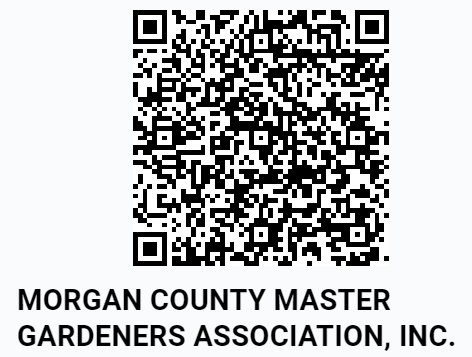 MORGAN COUNTY MASTER
GARDENERS ASSOCIATION, INC.